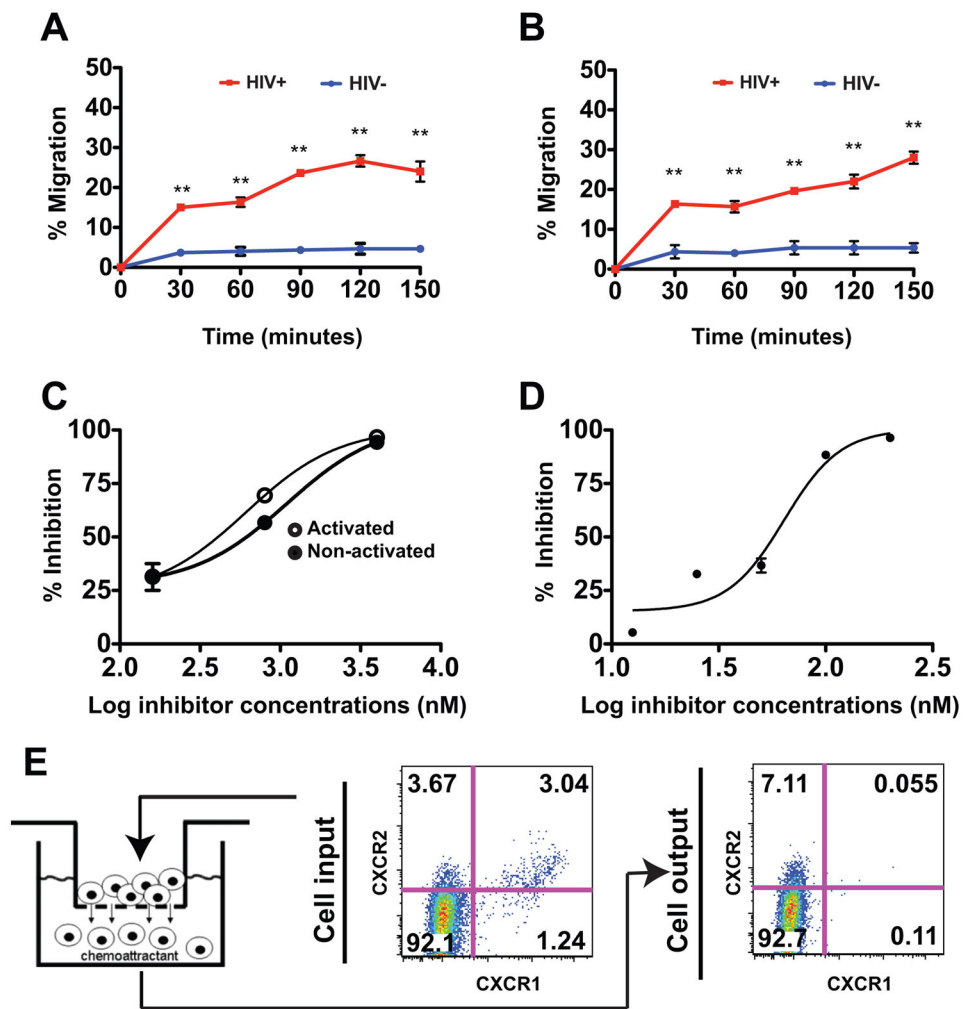 A
50
40
30
20
10
0
% Migration
HIV+
HIV-
**
**
**
**
**
0
30
60
90
120
150
Time (minutes)
B
50
40
30
20
10
0
% Migration
HIV+
HIV-
**
**
**
**
**
0
30
60
90
120
150
Time (minutes)
C
100
75
50
25
0
% Inhibition
Activated
Non-activated
2.0
2.5
3.0
3.5
4.0
Log inhibitor concentrations (nM)
D
100
75
50
25
0
% Inhibition
1.0
1.5
2.0
2.5
Log inhibitor concentrations (nM)
E
chemoattractant
Cell input
CXCR2
3.67
3.04
92.1
1.24
CXCR1
Cell output
CXCR2
7.11
0.055
92.7
0.11
CXCR1